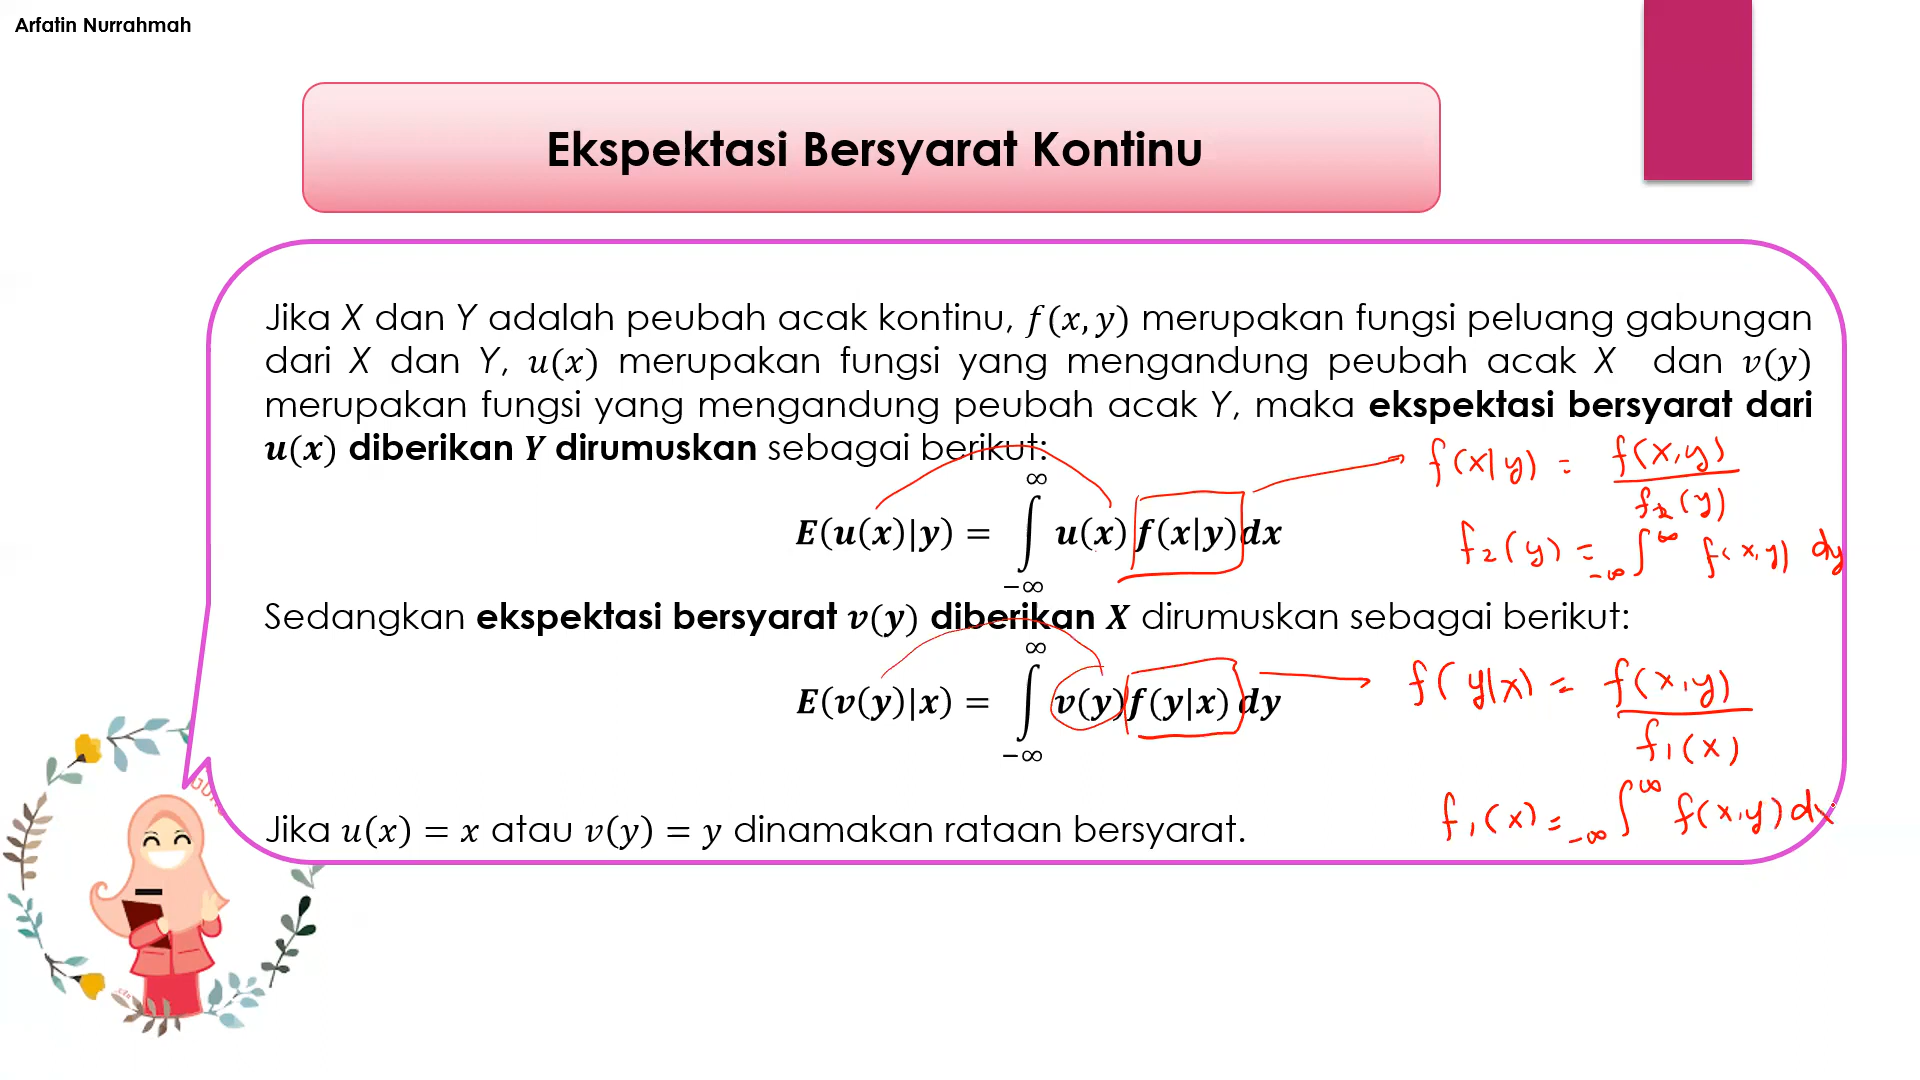 Arfatin Nurrahmah
Ekspektasi Bersyarat Kontinu
Jika X dan Y adalah peubah acak kontinu, f(x, y) merupakan fungsi peluang gabungan
dari X dan Y, u(x) merupakan fungsi yang mengandung peubah acak X dan v(y)
merupakan fungsi yang mengandung peubah acak Y, maka ekspektasi bersyarat dari
u(x) diberikan Y dirumuskan sebagai berikut:
E(u(x)|y) = ∫_{-∞}^{∞} u(x) f(x|y)dx
f(x|y) = f(x,y) / f₂(y)
f₂(y) = ∫_{-∞}^{∞} f(x,y) dy
Sedangkan ekspektasi bersyarat v(y) diberikan X dirumuskan sebagai berikut:
E(v(y)|x) = ∫_{-∞}^{∞} v(y)f(y|x) dy
f(y|x) = f(x,y) / f₁(x)
f₁(x) = ∫_{-∞}^{∞} f(x,y) dx
Jika u(x) = x atau v(y) = y dinamakan rataan bersyarat.